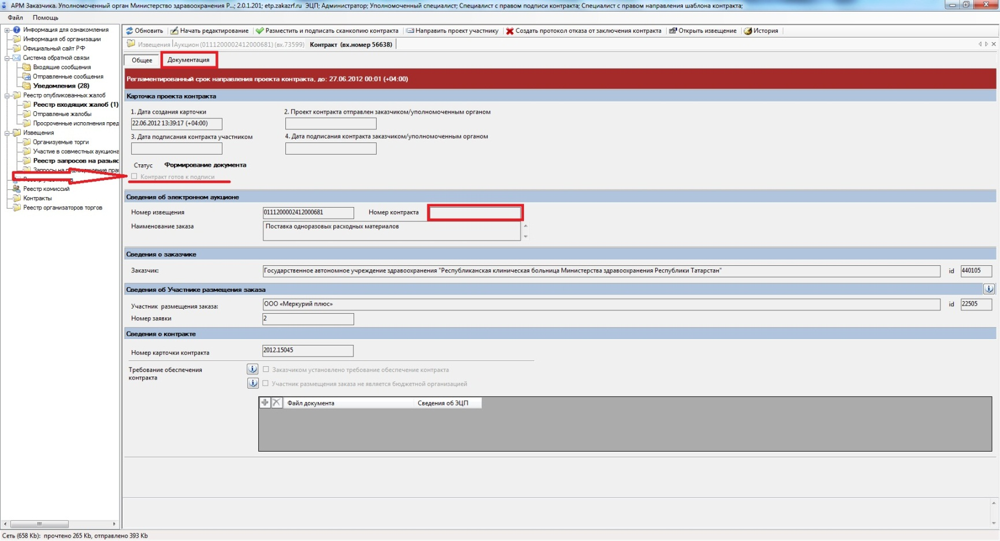 АРМ Заказчика. Уполномоченный орган Министерство здравоохранения Р...; 2.0.1.201; etp.zakazrf.ru ЭЦП; Администратор; Уполномоченный специалист; Специалист с правом подписи контракта; Специалист с правом направления шаблона контракта;
Файл Помощь
Информация для ознакомления
Информация об организации
Официальный сайт РФ
Система обратной связи
Входящие сообщения
Отправленные сообщения
Уведомления (28)
Реестр опубликованных жалоб
Реестр входящих жалоб (1)
Отправленые жалобы
Просроченные исполнения пред
Извещения
Организуемые торги
Участие в совместных аукциона
Реестр запросов на разъяс
Запросы на подтверждение прав
Реестр комиссий
Контракты
Реестр организаторов торгов
Обновить Начать редактирование Разместить и подписать сканкопию контракта Направить проект участнику Создать протокол отказа от заключения контракта Открыть извещение История
Извещения Аукцион (0111200002412000681) (вх.73599) Контракт (вх.номер 56638)
Общее Документация
Регламентированный срок направления проекта контракта, до: 27.06.2012 00:01 (+04:00)
Карточка проекта контракта
1. Дата создания карточки 2. Проект контракта отправлен заказчиком/уполномоченным органом
22.06.2012 13:39:17 (+04:00)
3. Дата подписания контракта участником 4. Дата подписания контракта заказчиком/уполномоченным органом
Статус Формирование документа
Контракт готов к подписи
Сведения об электронном аукционе
Номер извещения 0111200002412000681 Номер контракта
Наименование заказа Поставка одноразовых расходных материалов
Сведения о заказчике
Заказчик: Государственное автономное учреждение здравоохранения "Республиканская клиническая больница Министерства здравоохранения Республики Татарстан" id 440105
Сведения об Участнике размещения заказа
Участник размещения заказа: ООО «Меркурий плюс» id 22505
Номер заявки 2
Сведения о контракте
Номер карточки контракта 2012.15045
Требование обеспечения контракта
Заказчиком установлено требование обеспечение контракта
Участник размещения заказа не является бюджетной организацией
Файл документа Сведения об ЭЦП
Сеть (658 Kb): прочтено 265 Kb, отправлено 393 Kb